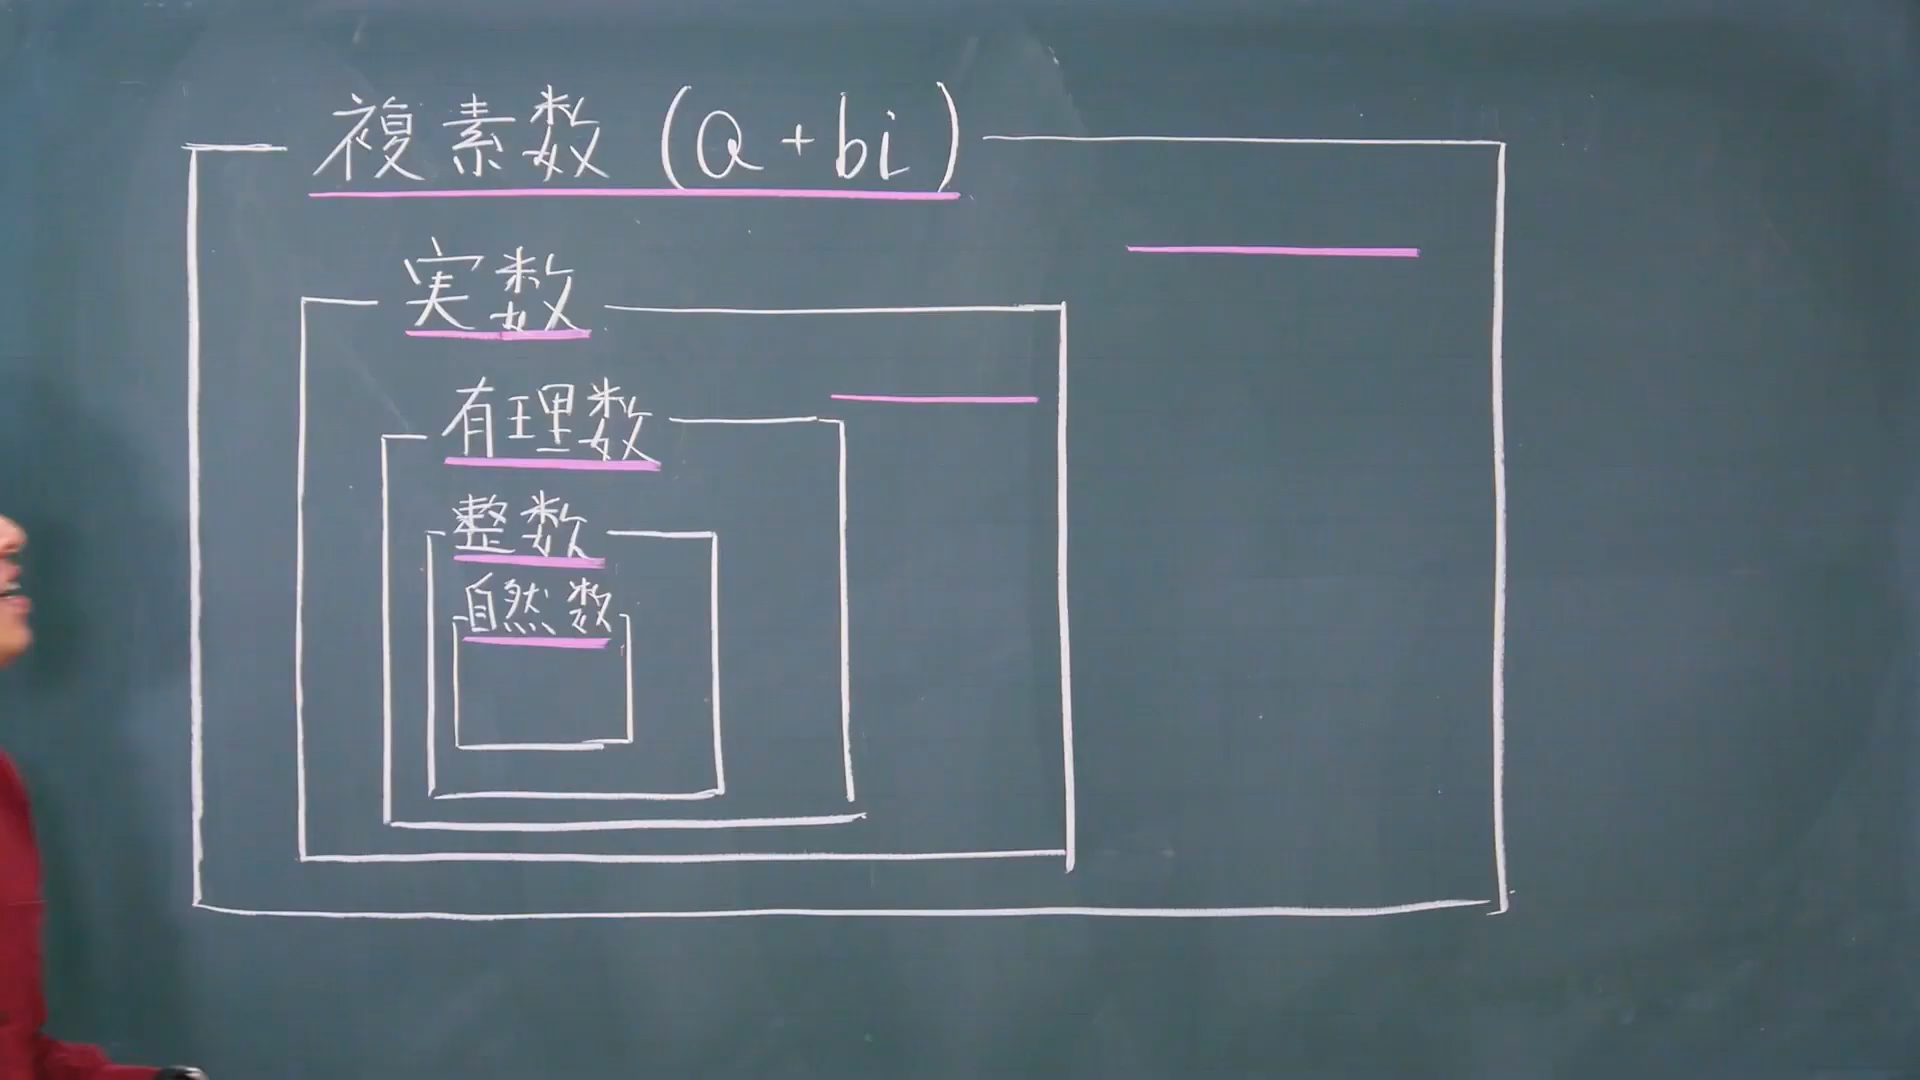 複素数 (a+bi)
実数
有理数
整数
自然数